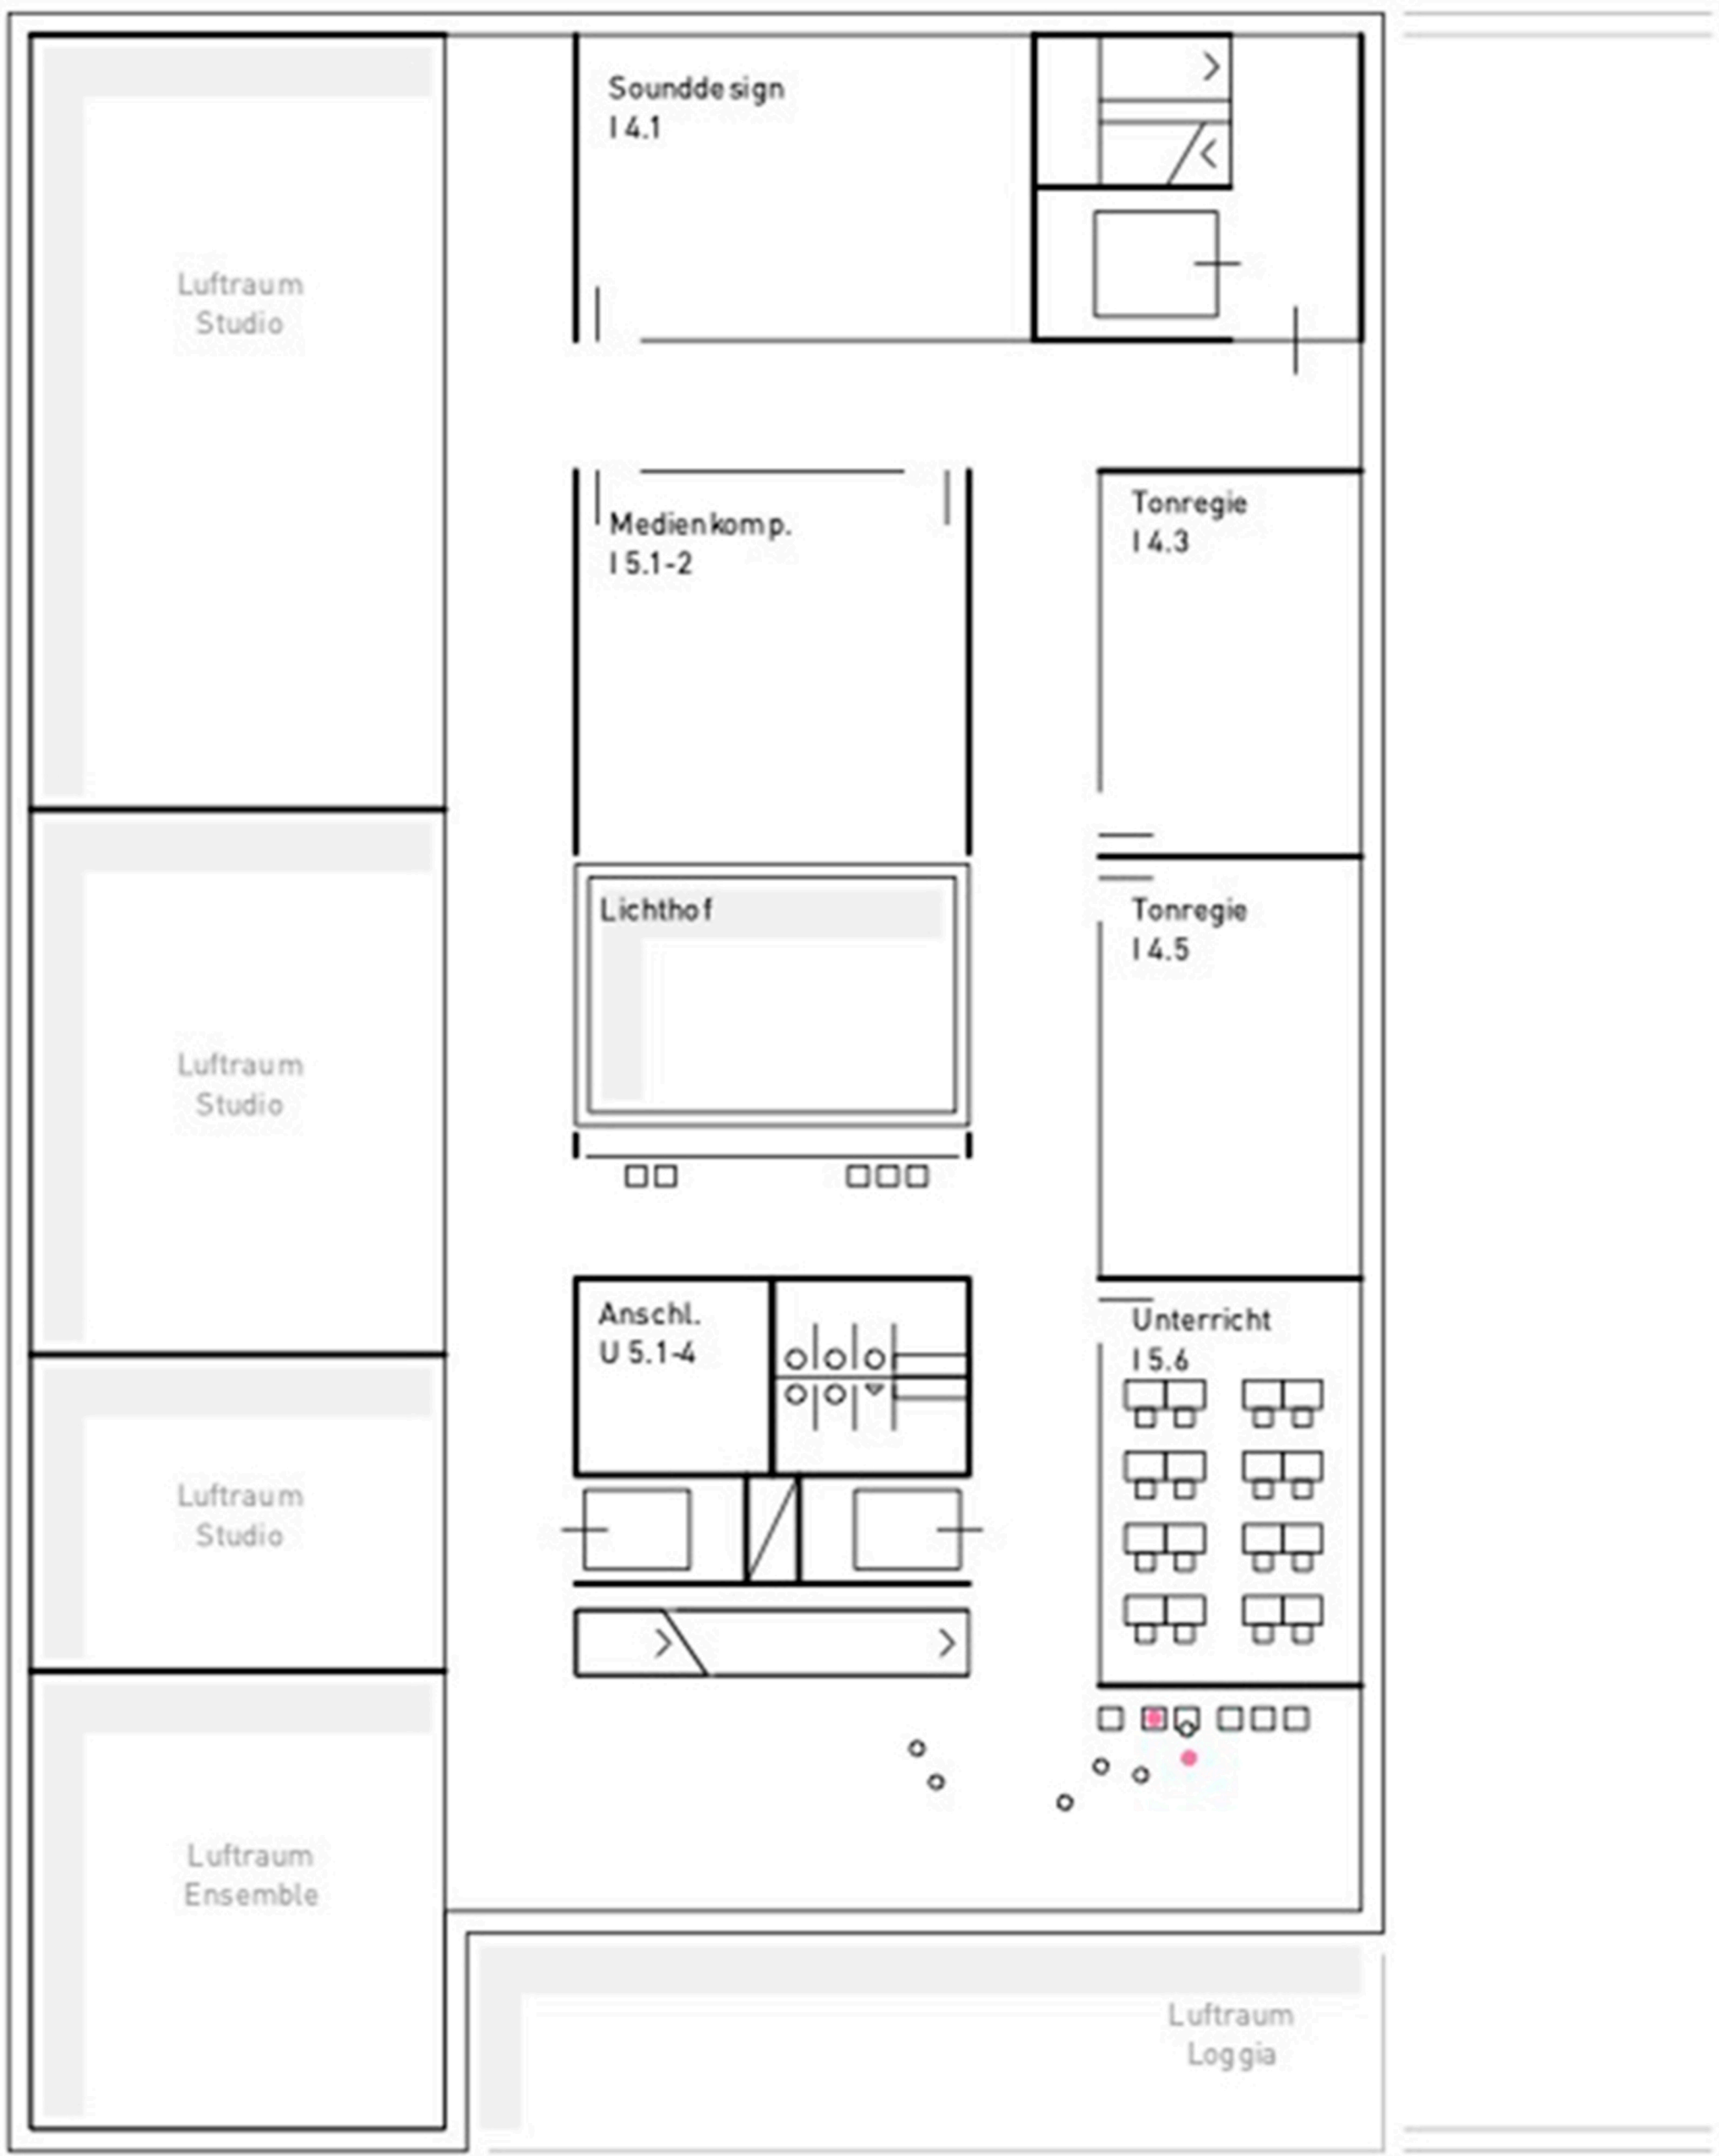 Sounddesign
I 4.1
Luftraum
Studio
Medienkomp.
I 5.1-2
Tonregie
I 4.3
Lichthof
Tonregie
I 4.5
Luftraum
Studio
Anschl.
U 5.1-4
Unterricht
I 5.6
Luftraum
Studio
Luftraum
Ensemble
Luftraum
Loggia